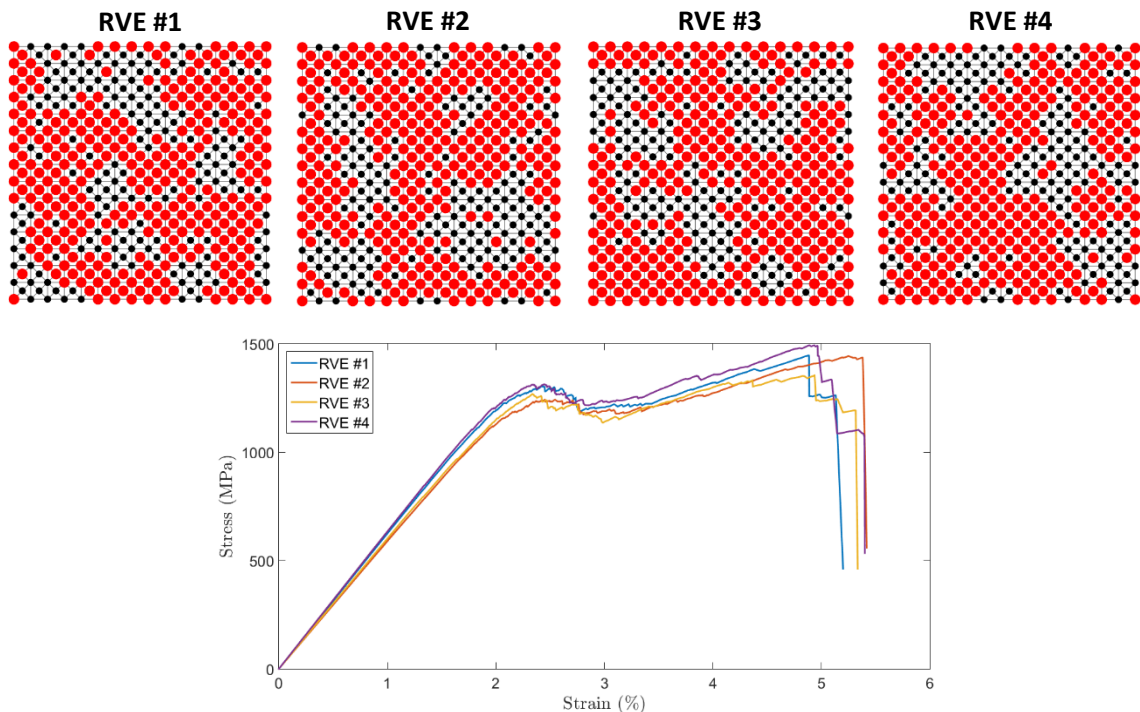 RVE #1
RVE #2
RVE #3
RVE #4
1500
RVE #1
RVE #2
RVE #3
RVE #4
1000
Stress (MPa)
500
0
0 1 2 3 4 5 6
Strain (%)